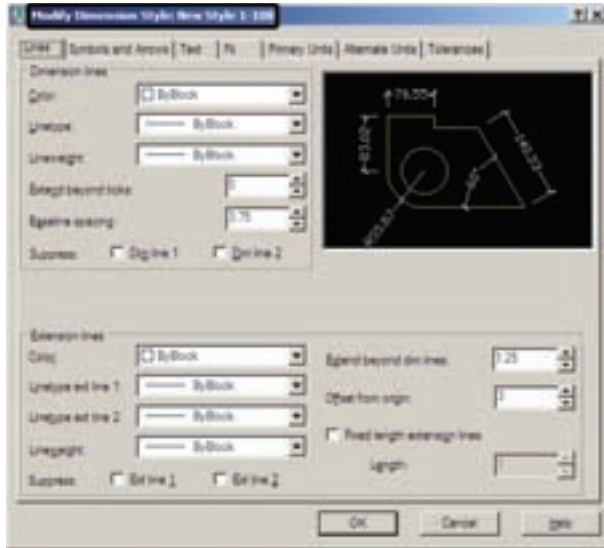 Modify Dimension Style: New Style 1-100
Lines Symbols and Arrows Text Fit Primary Units Alternate Units Tolerances
Dimension lines
Color: ByBlock
Linetype: ByBlock
Lineweight: ByBlock
Extend beyond ticks: 0
Baseline spacing: 3.75
Suppress: Dim line 1 Dim line 2
Extension lines
Color: ByBlock
Linetype ext line 1 ByBlock
Linetype ext line 2 ByBlock
Lineweight: ByBlock
Suppress: Ext line 1 Ext line 2
Extend beyond dim lines: 1.25
Offset from origin:
Fixed length extension lines
Length: 1
OK Cancel Help